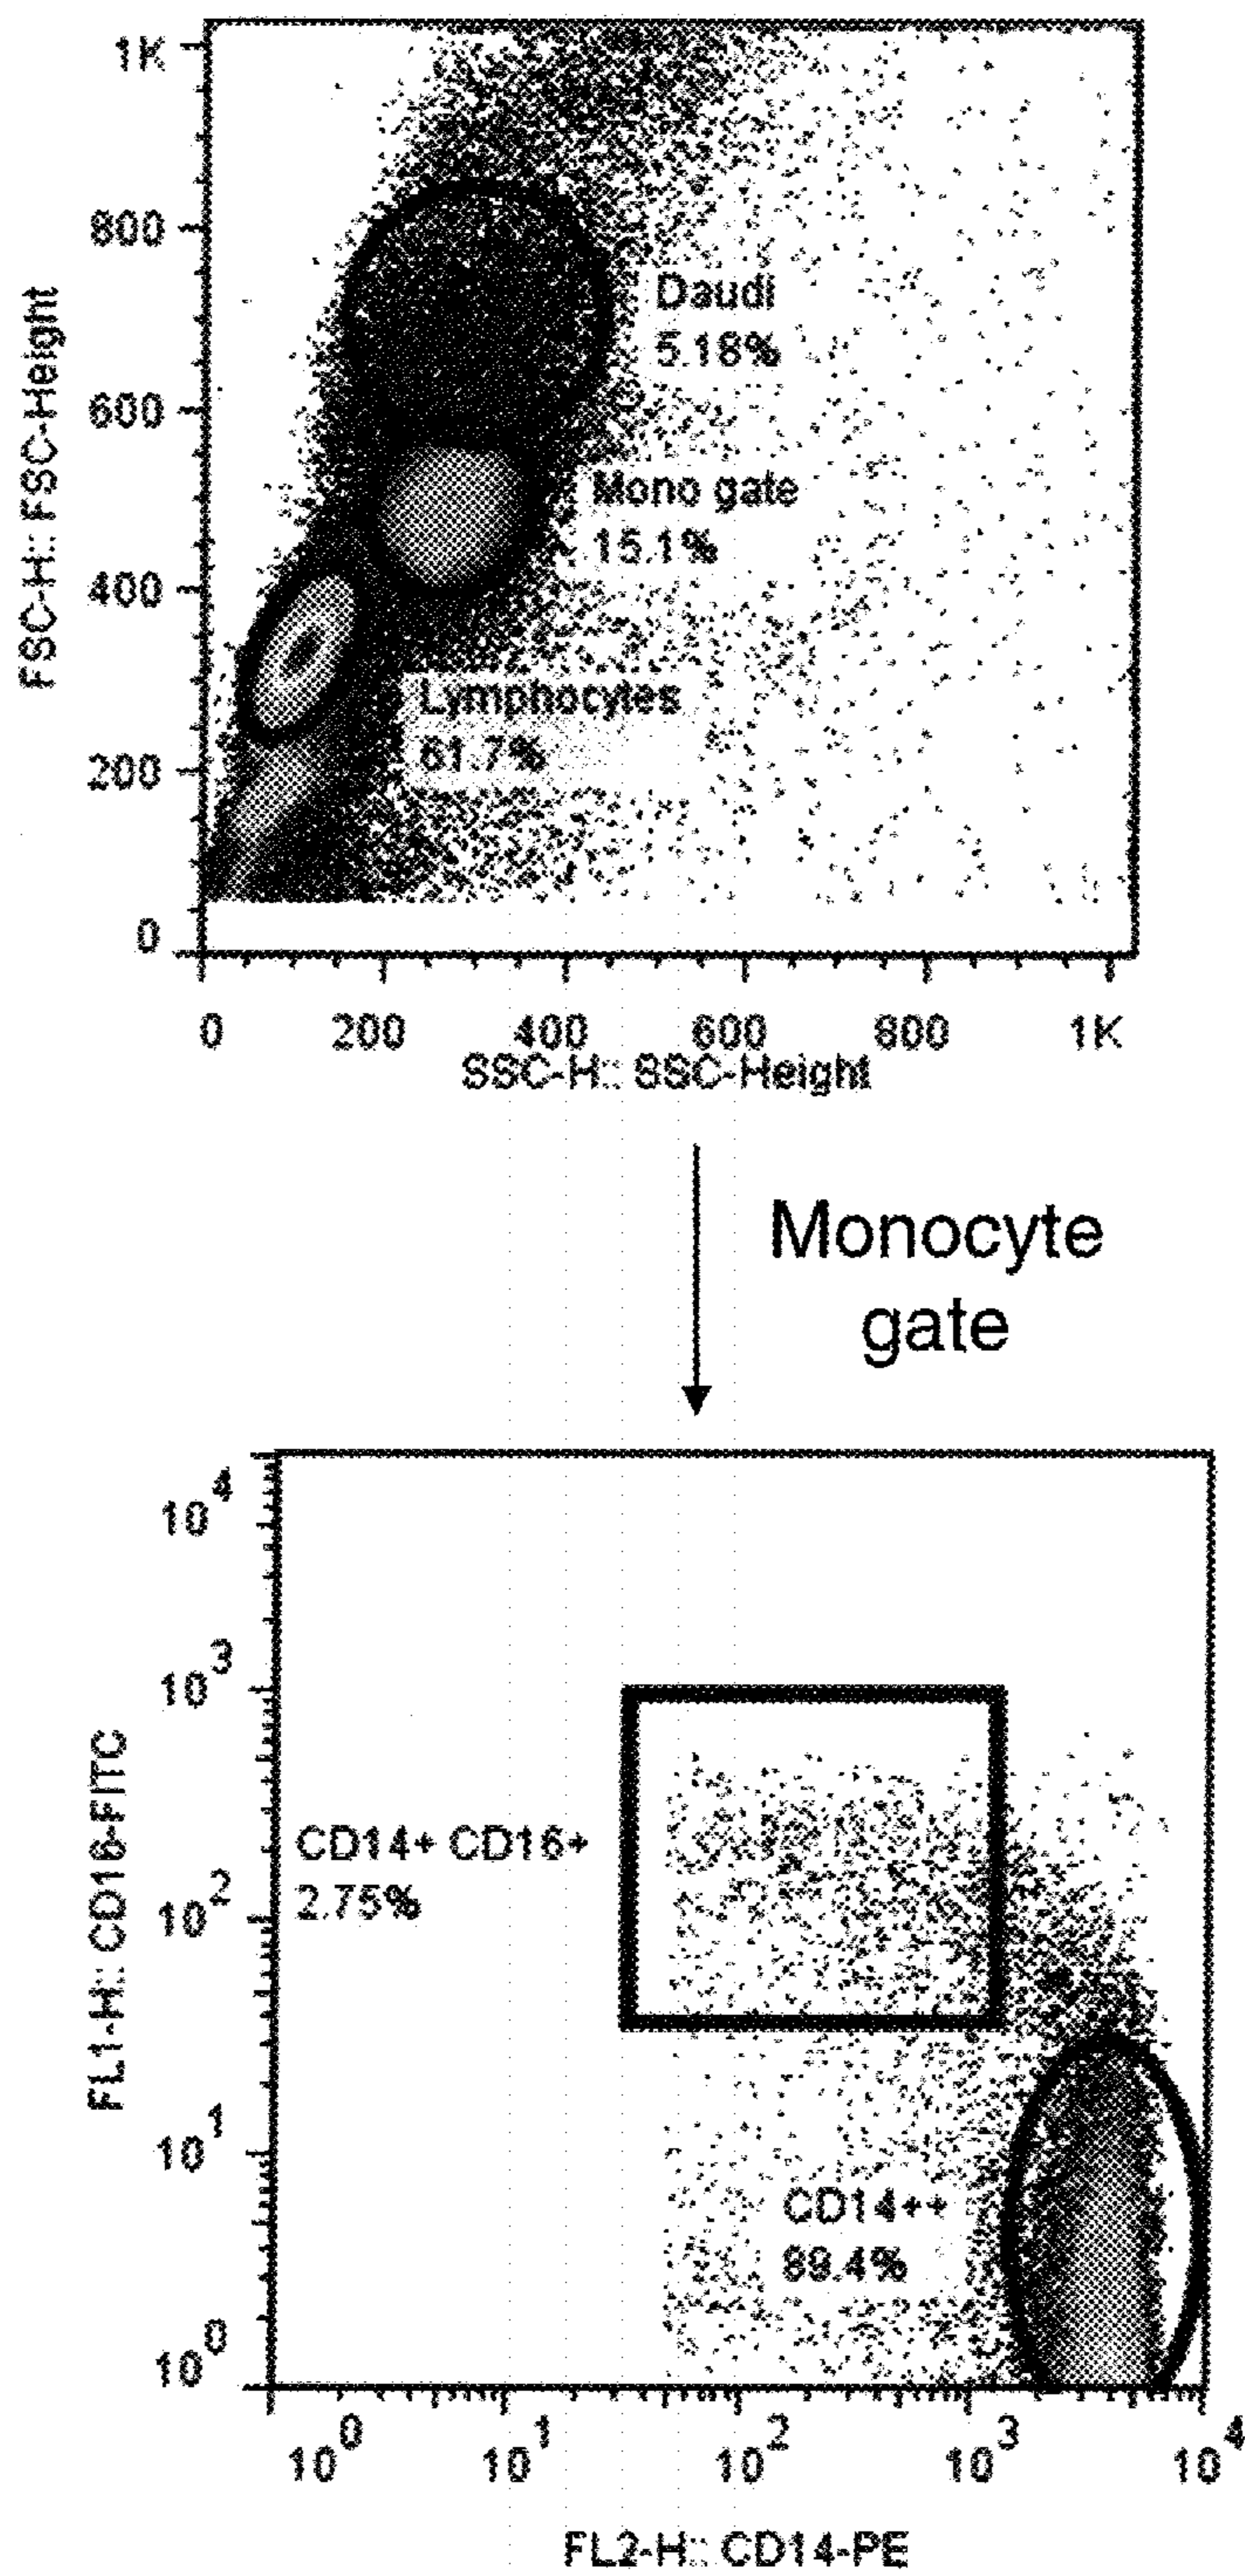 1K
800
600
400
200
0
FSC-H:: FSC-Height
Daudi
5.18%
Mono gate
15.1%
Lymphocytes
61.7%
0 200 400 600 800 1K
SSC-H:: SSC-Height
Monocyte
gate
10^4
10^3
10^2
10^1
10^0
FL1-H:: CD16-FITC
CD14+ CD16+
2.75%
CD14++
89.4%
10^0 10^1 10^2 10^3 10^4
FL2-H:: CD14-PE